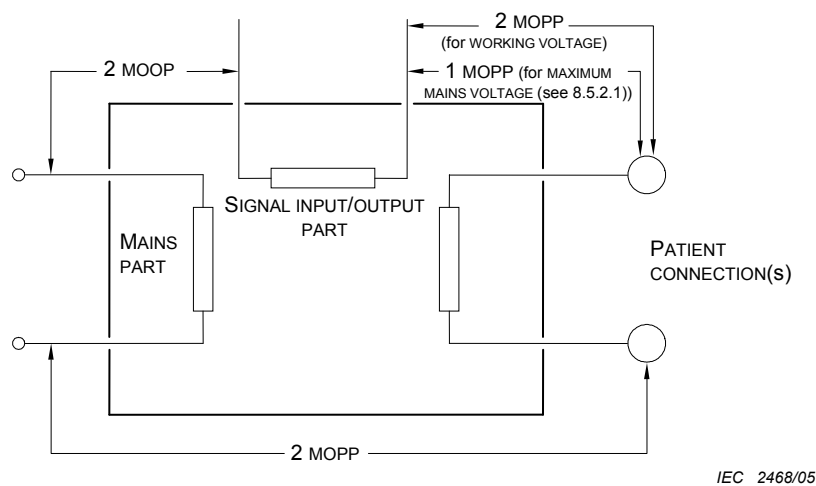 2 MOPP
(for WORKING VOLTAGE)
2 MOOP
1 MOPP (for MAXIMUM
MAINS VOLTAGE (see 8.5.2.1))
SIGNAL INPUT/OUTPUT
PART
MAINS
PART
PATIENT
CONNECTION(S)
2 MOPP
IEC 2468/05